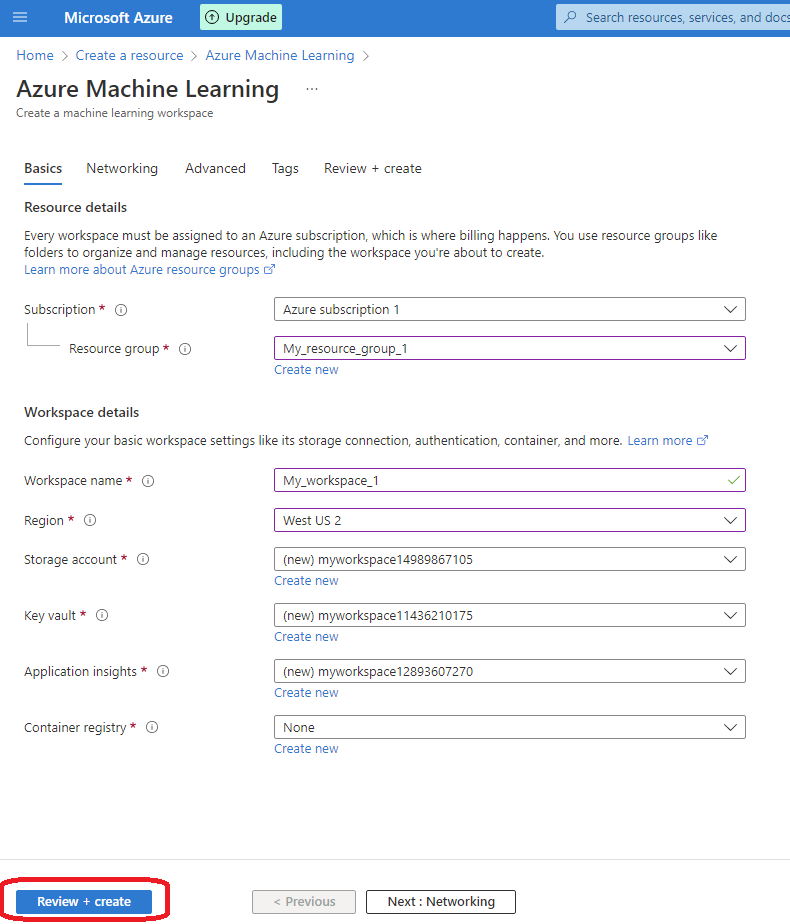 Microsoft Azure
Upgrade
Search resources, services, and docs
Home > Create a resource > Azure Machine Learning >
Azure Machine Learning ...
Create a machine learning workspace
Basics Networking Advanced Tags Review + create
Resource details
Every workspace must be assigned to an Azure subscription, which is where billing happens. You use resource groups like
folders to organize and manage resources, including the workspace you're about to create.
Learn more about Azure resource groups
Subscription * Azure subscription 1
Resource group * My_resource_group_1
Create new
Workspace details
Configure your basic workspace settings like its storage connection, authentication, container, and more. Learn more
Workspace name * My_workspace_1
Region * West US 2
Storage account * (new) myworkspace14989867105
Create new
Key vault * (new) myworkspace11436210175
Create new
Application insights * (new) myworkspace12893607270
Create new
Container registry * None
Create new
Review + create < Previous Next : Networking